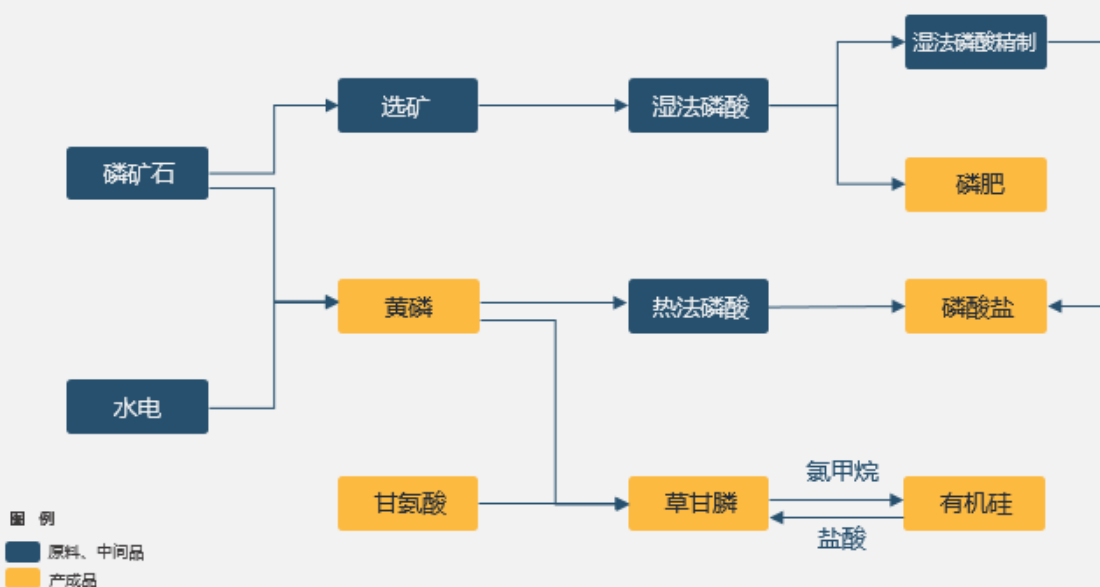 湿法磷酸精制
选矿
湿法磷酸
磷矿石
磷肥
黄磷
热法磷酸
磷酸盐
水电
氯甲烷
甘氨酸
草甘膦
有机硅
盐酸
图 例
原料、中间品
产成品